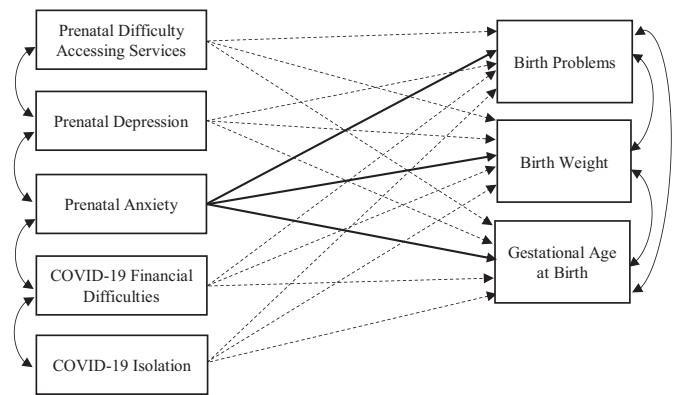 Prenatal Difficulty
Accessing Services
Prenatal Depression
Prenatal Anxiety
COVID-19 Financial
Difficulties
COVID-19 Isolation
Birth Problems
Birth Weight
Gestational Age
at Birth